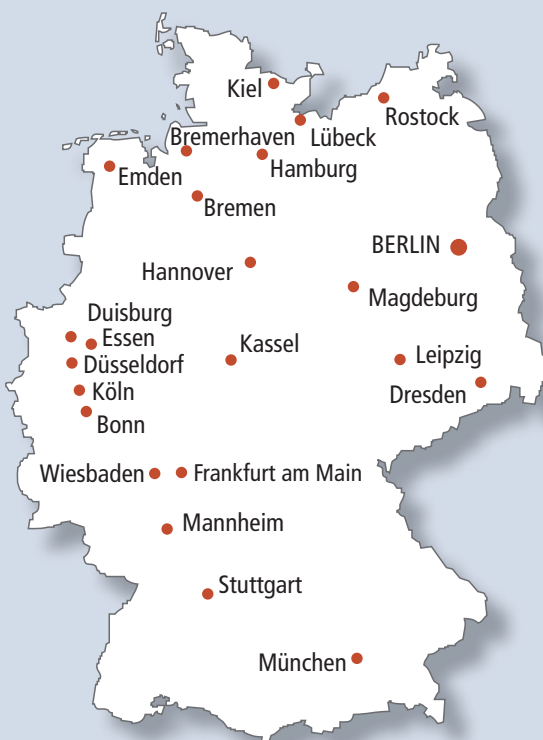 Kiel
Rostock
Bremerhaven
Lübeck
Hamburg
Emden
Bremen
BERLIN
Hannover
Magdeburg
Duisburg
Essen
Kassel
Leipzig
Düsseldorf
Köln
Dresden
Bonn
Wiesbaden
Frankfurt am Main
Mannheim
Stuttgart
München